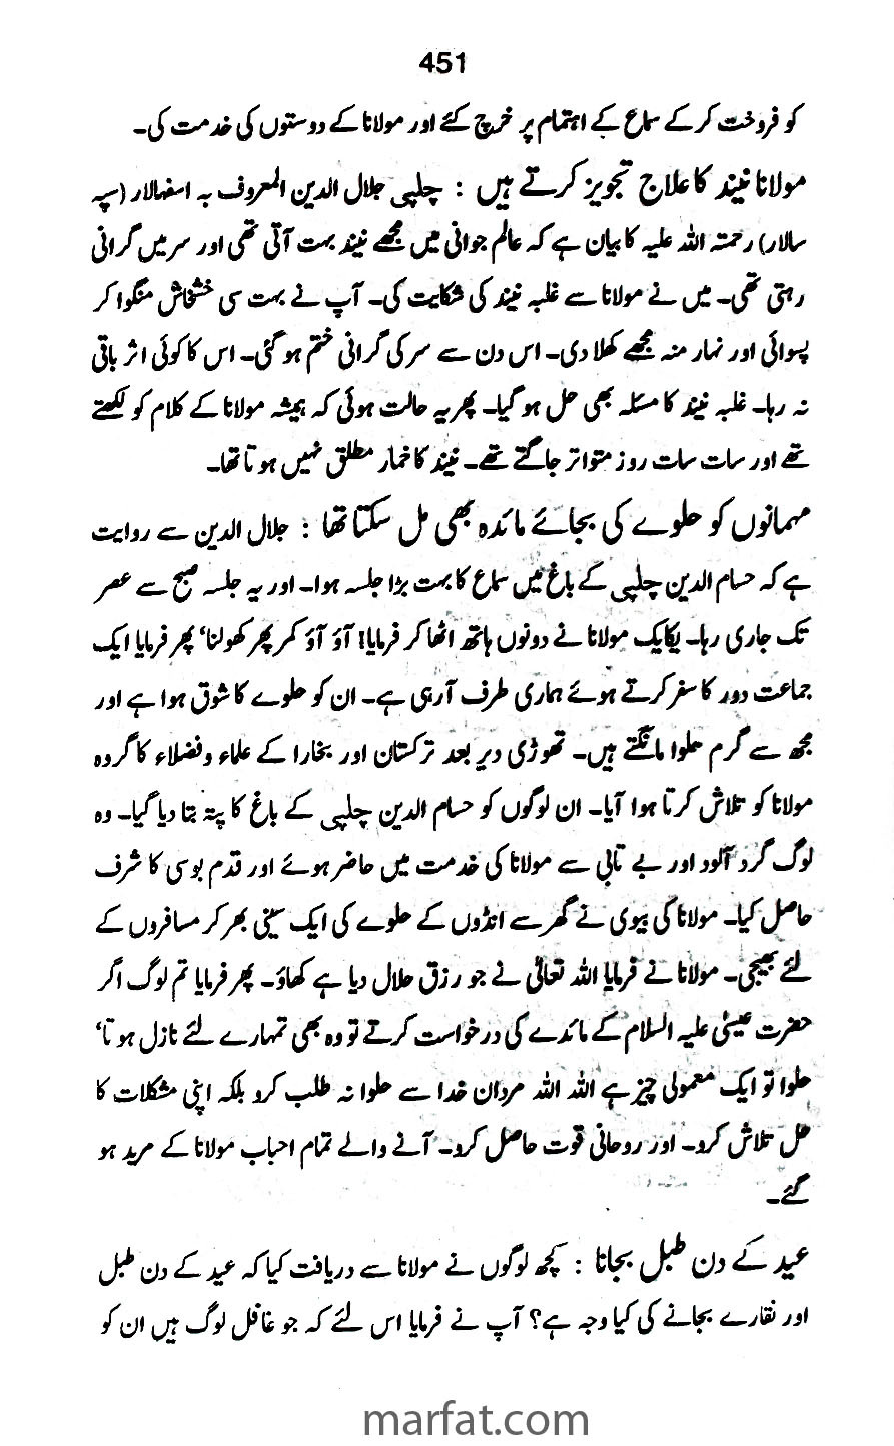 451
کو فروخت کر کے سماع کے اہتمام پر خرچ کئے اور مولانا کے دوستوں کی خدمت کی۔
مولانا نیند کا علاج تجویز کرتے ہیں : چلپی جلال الدین المعروف بہ اسفہالار (سپہ
سالار) رحمتہ اللہ علیہ کا بیان ہے کہ عالم جوانی میں مجھے نیند بہت آتی تھی اور سر میں گرانی
رہتی تھی۔ میں نے مولانا سے غلبہ نیند کی شکایت کی۔ آپ نے بہت سی خشخاش منگوا کر
پسوائی اور نہار منہ مجھے کھلا دی۔ اس دن سے سر کی گرانی ختم ہو گئی۔ اس کا کوئی اثر باقی
نہ رہا۔ غلبہ نیند کا مسئلہ بھی حل ہو گیا۔ پھر یہ حالت ہوئی کہ ہمیشہ مولانا کے کلام کو لکھتے
تھے اور سات سات روز متواتر جاگتے تھے۔ نیند کا خمار مطلق نہیں ہوتا تھا۔
مہمانوں کو حلوے کی بجائے مائدہ بھی مل سکتا تھا : جلال الدین سے روایت
ہے کہ حسام الدین چلپی کے باغ میں سماع کا بہت بڑا جلسہ ہوا۔ اور یہ جلسہ صبح سے عصر
تک جاری رہا۔ یکایک مولانا نے دونوں ہاتھ اٹھا کر فرمایا! آؤ آؤ کمر پھر کھولنا، پھر فرمایا ایک
جماعت دور کا سفر کرتے ہوئے ہماری طرف آرہی ہے۔ ان کو حلوے کا شوق ہوا ہے اور
مجھ سے گرم حلوا مانگتے ہیں۔ تھوڑی دیر بعد ترکستان اور بخارا کے علماء و فضلاء کا گروہ
مولانا کو تلاش کرتا ہوا آیا۔ ان لوگوں کو حسام الدین چلپی کے باغ کا پتہ بتا دیا گیا۔ وہ
لوگ گرد آلود اور بے تابی سے مولانا کی خدمت میں حاضر ہوئے اور قدم بوسی کا شرف
حاصل کیا۔ مولانا کی بیوی نے گھر سے انڈوں کے حلوے کی ایک سینی بھر کر مسافروں کے
لئے بھیجی۔ مولانا نے فرمایا اللہ تعالیٰ نے جو رزق حلال دیا ہے کھاؤ۔ پھر فرمایا تم لوگ اگر
حضرت عیسیٰ علیہ السلام کے مائدے کی درخواست کرتے تو وہ بھی تمہارے لئے نازل ہوتا،
حلوا تو ایک معمولی چیز ہے اللہ اللہ مردان خدا سے حلوا نہ طلب کرو بلکہ اپنی مشکلات کا
حل تلاش کرو۔ اور روحانی قوت حاصل کرو۔ آنے والے تمام احباب مولانا کے مرید ہو
گئے۔
عید کے دن طبل بجانا : کچھ لوگوں نے مولانا سے دریافت کیا کہ عید کے دن طبل
اور نقارے بجانے کی کیا وجہ ہے؟ آپ نے فرمایا اس لئے کہ جو غافل لوگ ہیں ان کو
marfat.com